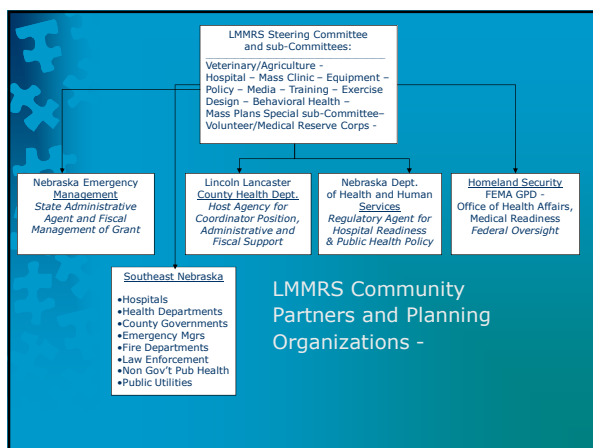 LMMRS Steering Committee
and sub-Committees:
Veterinary/Agriculture -
Hospital – Mass Clinic – Equipment –
Policy – Media – Training – Exercise
Design – Behavioral Health –
Mass Plans Special sub-Committee–
Volunteer/Medical Reserve Corps -
Nebraska Emergency
Management
State Administrative
Agent and Fiscal
Management of Grant
Lincoln Lancaster
County Health Dept.
Host Agency for
Coordinator Position,
Administrative and
Fiscal Support
Nebraska Dept.
of Health and Human
Services
Regulatory Agent for
Hospital Readiness
& Public Health Policy
Homeland Security
FEMA GPD -
Office of Health Affairs,
Medical Readiness
Federal Oversight
Southeast Nebraska
•Hospitals
•Health Departments
•County Governments
•Emergency Mgrs
•Fire Departments
•Law Enforcement
•Non Gov’t Pub Health
•Public Utilities
LMMRS Community
Partners and Planning
Organizations -